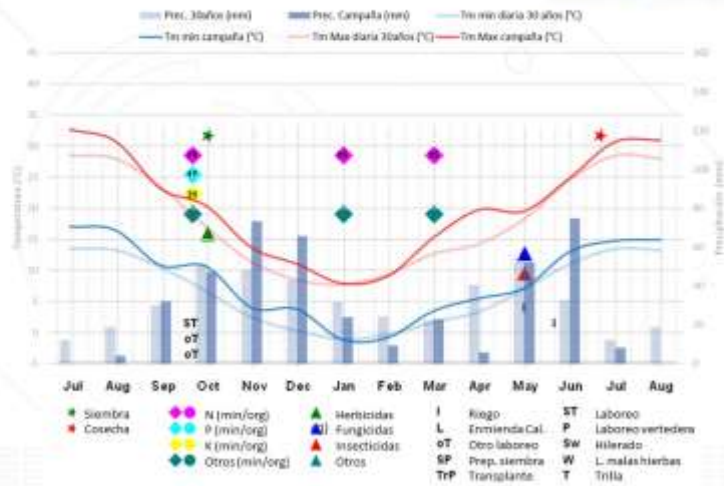 Prec. 30años (mm) Prec. Campaña (mm) Tm min diaria 30 años (°C)
Tm min campaña (°C) Tm Max diaria 30años (°C) Tm Max campaña (°C)
Temperatura (°C)
ST
oT
oT
I
I
Jul Aug Sep Oct Nov Dec Jan Feb Mar Apr May Jun Jul Aug
Siembra N (min/org) Herbicidas I Riego ST Laboreo
Cosecha P (min/org) Fungicidas L Enmienda Cal. P Laboreo vertedera
K (min/org) Insecticidas oT Otro laboreo Sw Hilerado
Otros (min/org) Otros SP Prep. siembra W L. malas hierbas
TrP Transplante T Trilla